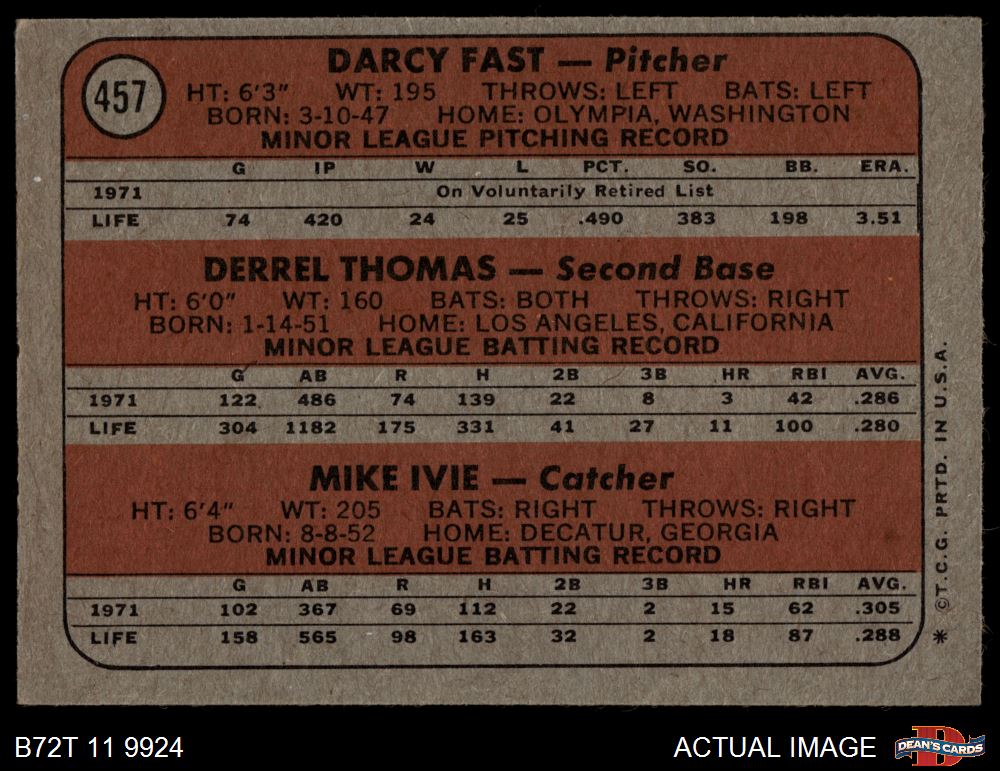 457
DARCY FAST — Pitcher
HT: 6'3" WT: 195 THROWS: LEFT BATS: LEFT
BORN: 3-10-47 HOME: OLYMPIA, WASHINGTON
MINOR LEAGUE PITCHING RECORD
G IP W L PCT. SO. BB. ERA.
1971 On Voluntarily Retired List
LIFE 74 420 24 25 .490 383 198 3.51
DERREL THOMAS — Second Base
HT: 6'0" WT: 160 BATS: BOTH THROWS: RIGHT
BORN: 1-14-51 HOME: LOS ANGELES, CALIFORNIA
MINOR LEAGUE BATTING RECORD
G AB R H 2B 3B HR RBI AVG.
1971 122 486 74 139 22 8 3 42 .286
LIFE 304 1182 175 331 41 27 11 100 .280
MIKE IVIE — Catcher
HT: 6'4" WT: 205 BATS: RIGHT THROWS: RIGHT
BORN: 8-8-52 HOME: DECATUR, GEORGIA
MINOR LEAGUE BATTING RECORD
G AB R H 2B 3B HR RBI AVG.
1971 102 367 69 112 22 2 15 62 .305
LIFE 158 565 98 163 32 2 18 87 .288
* ©T.C.G. PRTD. IN U.S.A.
B72T 11 9924
ACTUAL IMAGE
D
DEAN'S CARDS